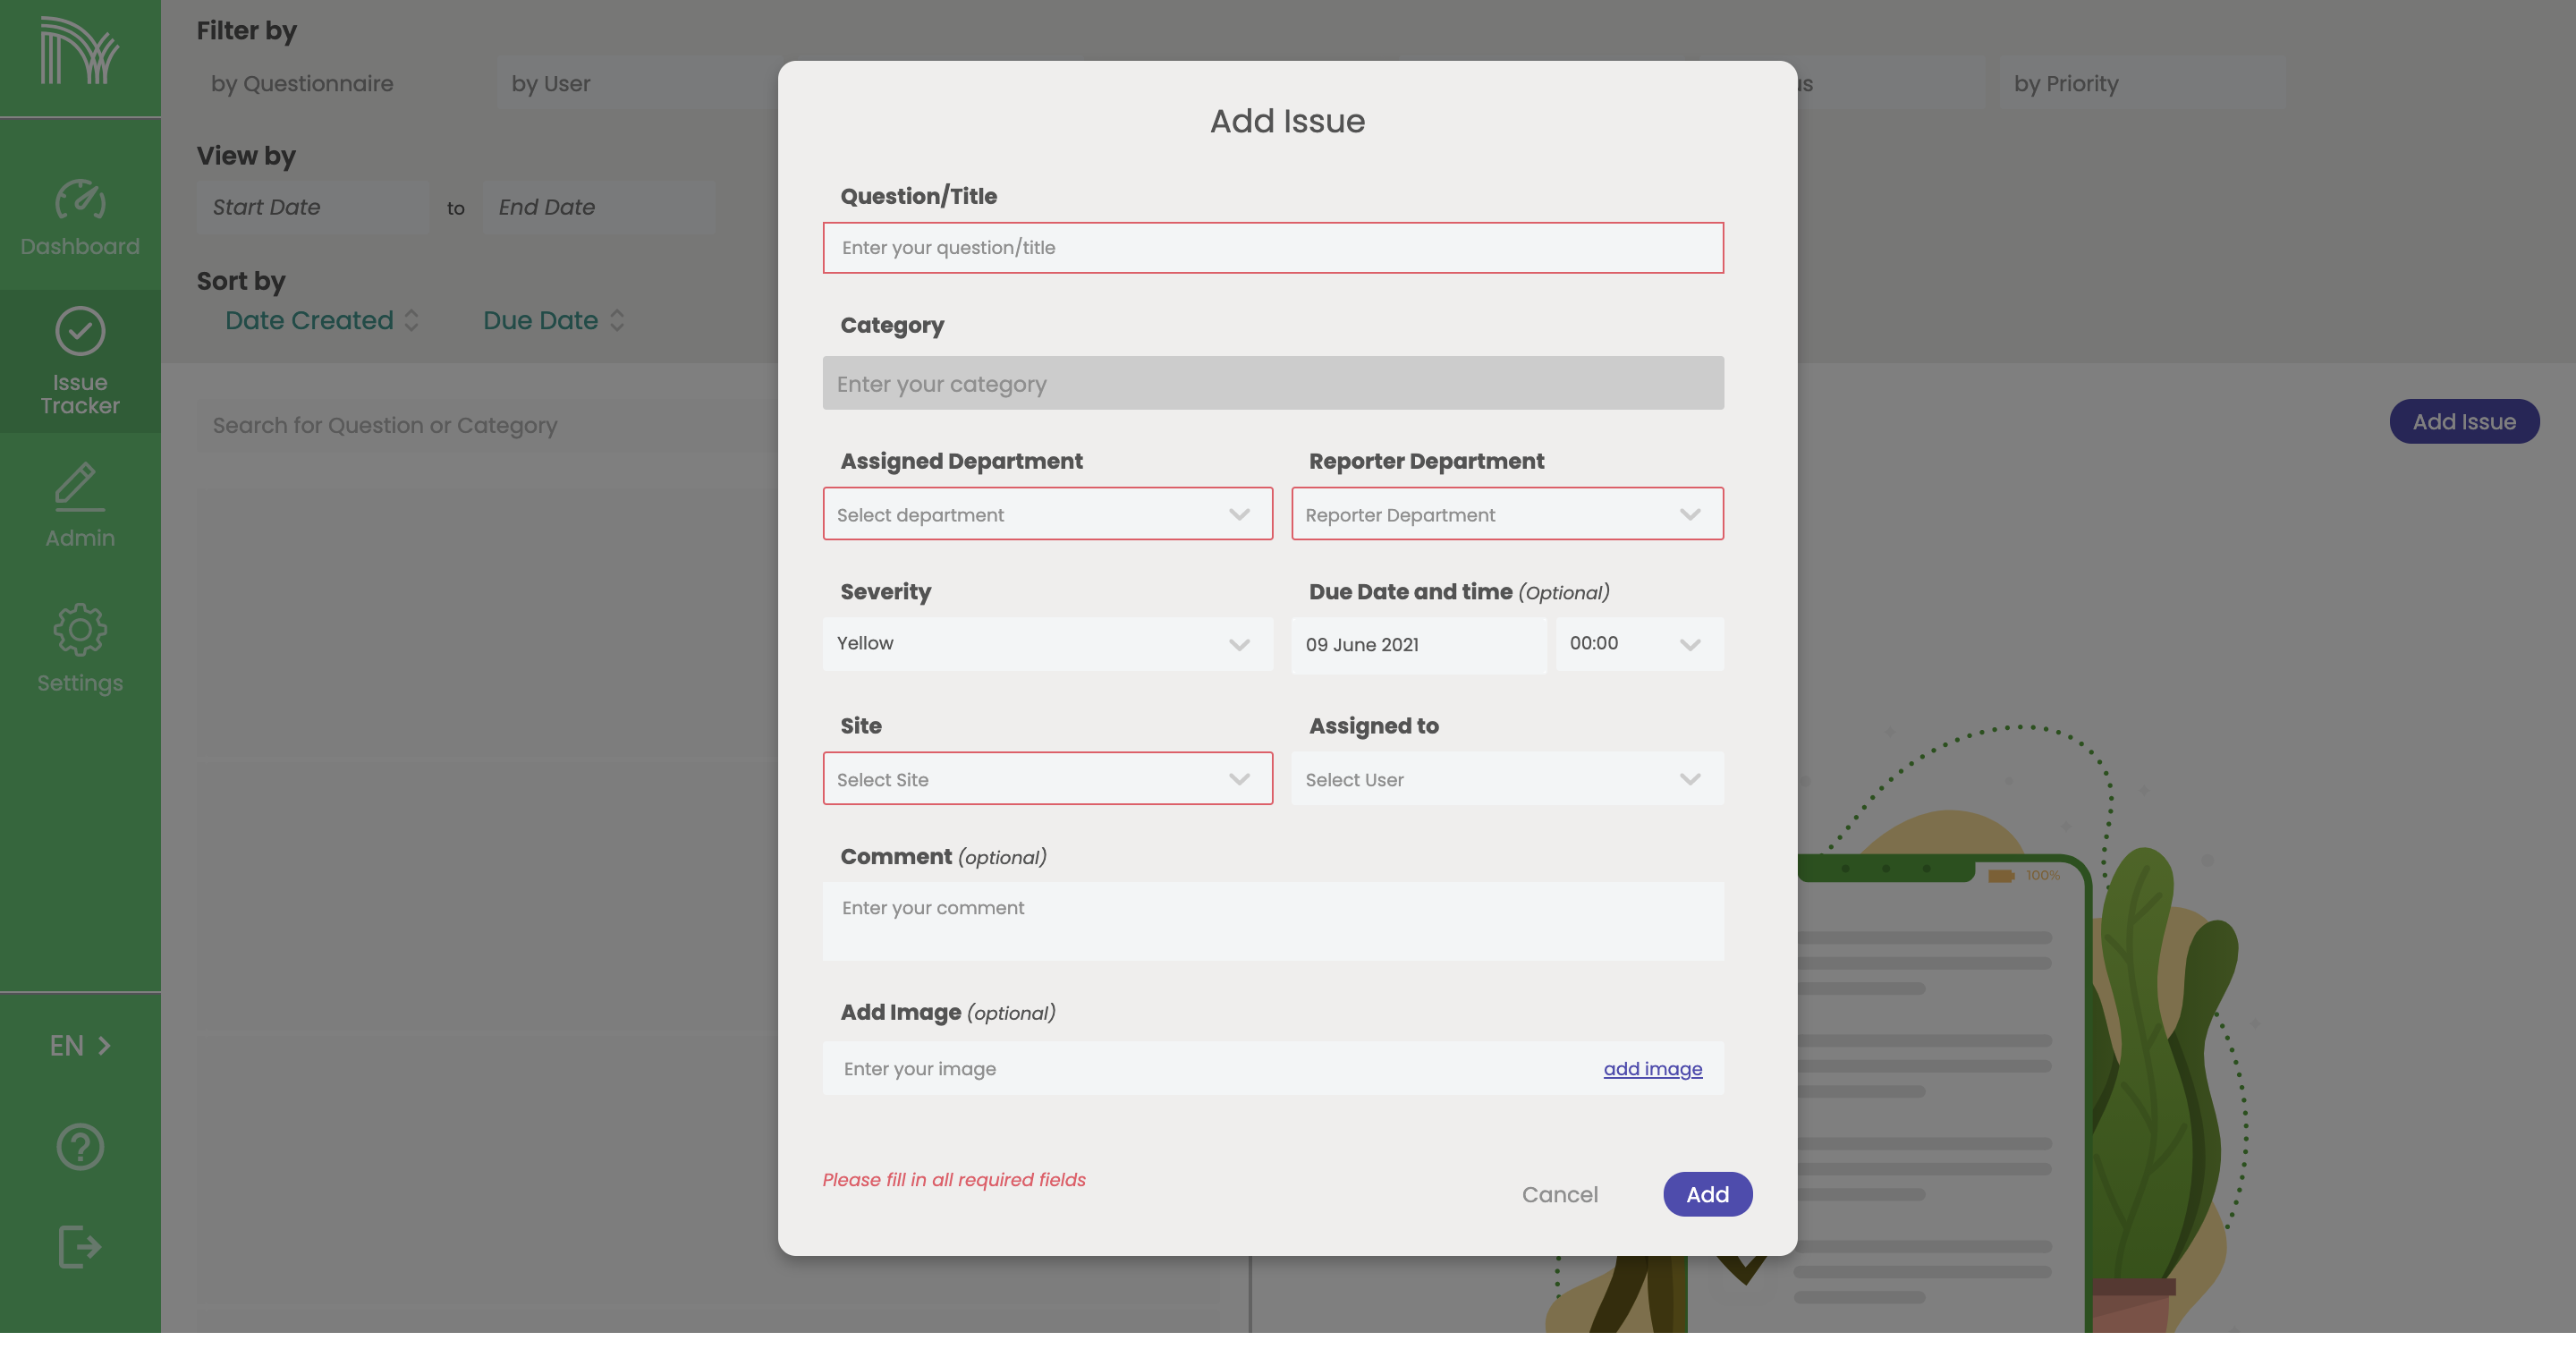 Filter by
by Questionnaire
by User
by Priority
View by
Start Date to End Date
Sort by
Date Created
Due Date
Search for Question or Category
Add Issue
Dashboard
Issue
Tracker
Admin
Settings
EN
Add Issue
Question/Title
Enter your question/title
Category
Enter your category
Assigned Department
Reporter Department
Select department
Reporter Department
Severity
Due Date and time (Optional)
Yellow
09 June 2021
00:00
Site
Assigned to
Select Site
Select User
Comment (optional)
Enter your comment
Add Image (optional)
Enter your image
add image
Please fill in all required fields
Cancel
Add
100%